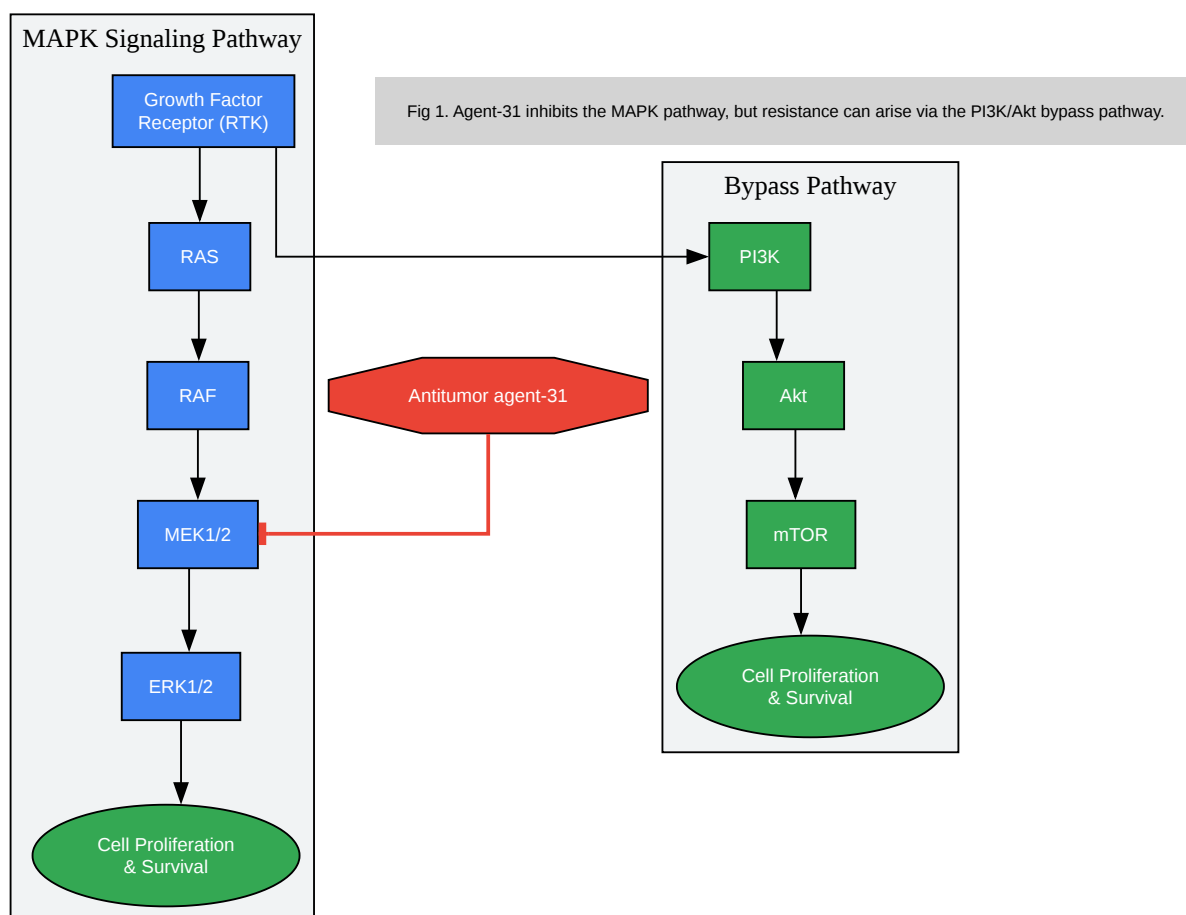 MAPK Signaling Pathway
Growth Factor
Receptor (RTK)
Fig 1. Agent-31 inhibits the MAPK pathway, but resistance can arise via the PI3K/Akt bypass pathway.
Bypass Pathway
RAS
PI3K
RAF
Antitumor agent-31
Akt
MEK1/2
mTOR
ERK1/2
Cell Proliferation
& Survival
Cell Proliferation
& Survival